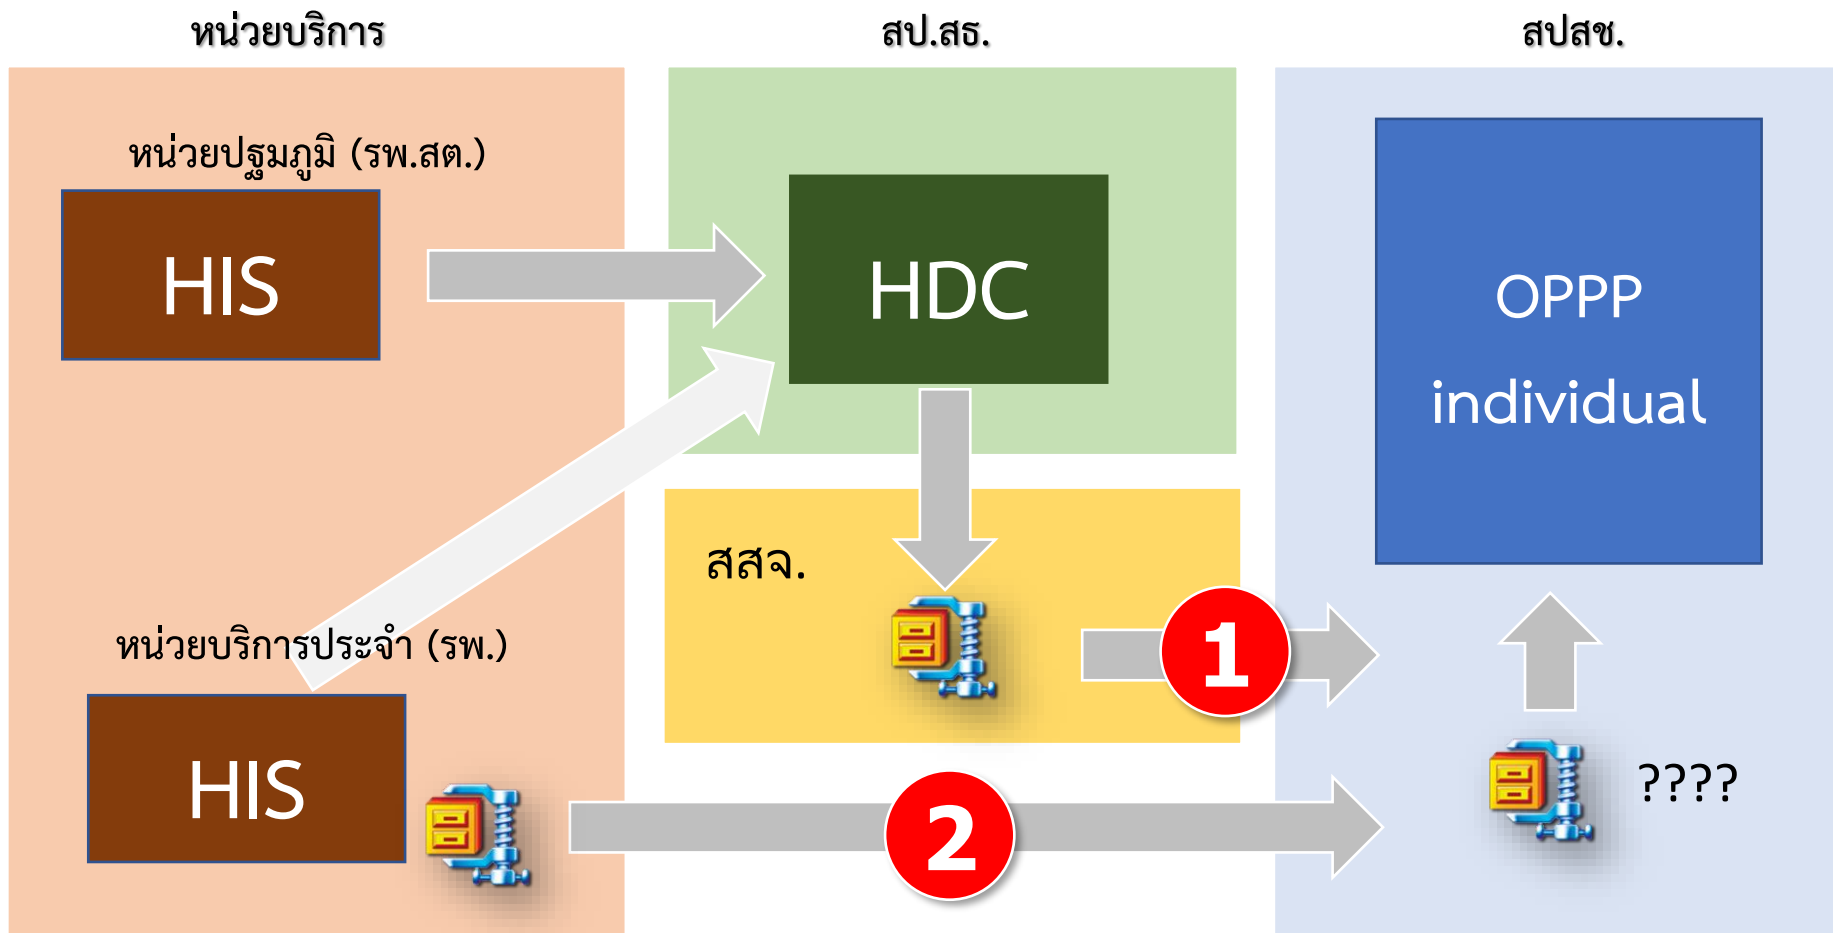 หน่วยบริการ
สป.สธ.
สปสช.
หน่วยปฐมภูมิ (รพ.สต.)
HIS
HDC
OPPP
individual
สสจ.
1
หน่วยบริการประจำ (รพ.)
HIS
2
????